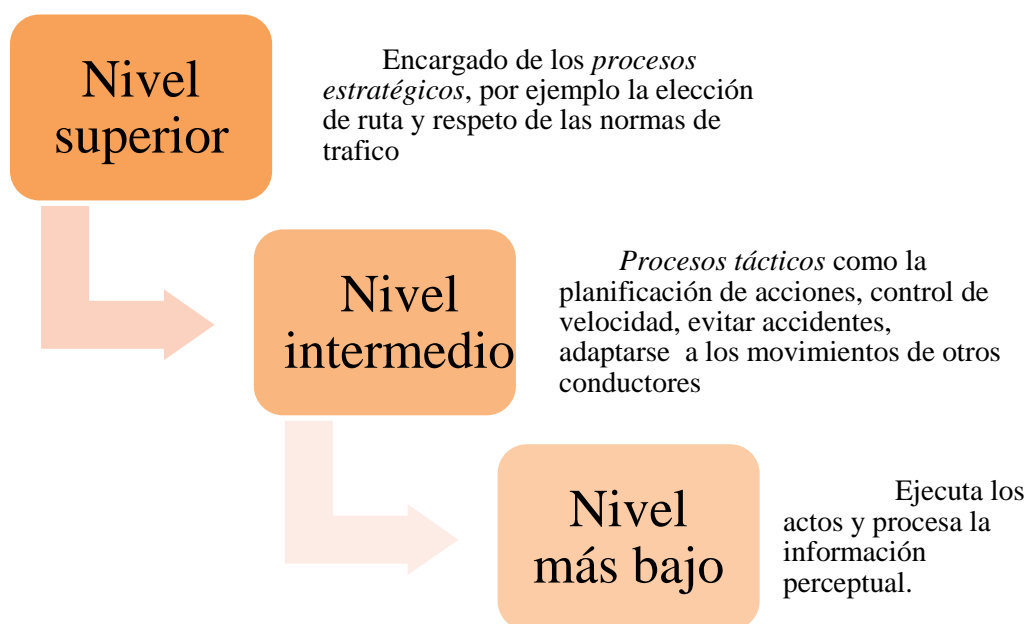 Nivel
superior
Encargado de los procesos
estratégicos, por ejemplo la elección
de ruta y respeto de las normas de
trafico
Nivel
intermedio
Procesos tácticos como la
planificación de acciones, control de
velocidad, evitar accidentes,
adaptarse a los movimientos de otros
conductores
Nivel
más bajo
Ejecuta los
actos y procesa la
información
perceptual.